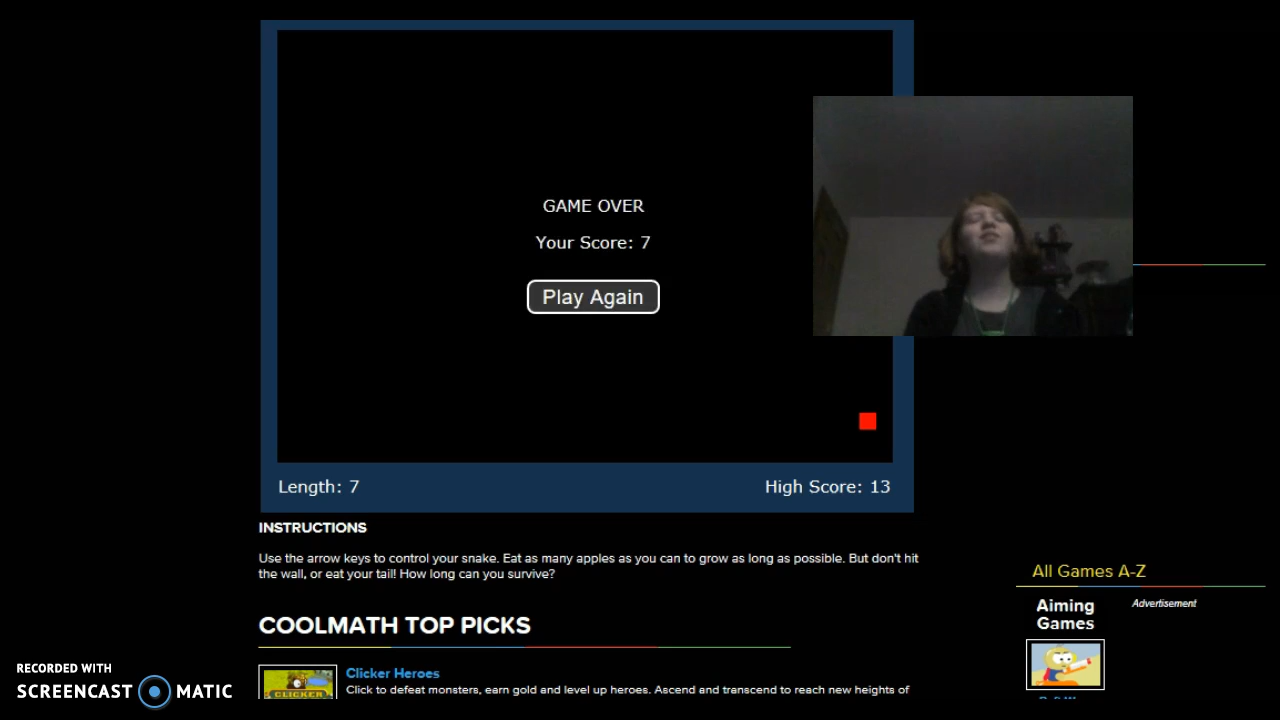 GAME OVER
Your Score: 7
Play Again
Length: 7
High Score: 13
INSTRUCTIONS
Use the arrow keys to control your snake. Eat as many apples as you can to grow as long as possible. But don't hit
the wall, or eat your tail! How long can you survive?
COOLMATH TOP PICKS
Clicker Heroes
Click to defeat monsters, earn gold and level up heroes. Ascend and transcend to reach new heights of
CLICKER
All Games A-Z
Aiming
Games
Advertisement
RECORDED WITH
SCREENCAST MATIC